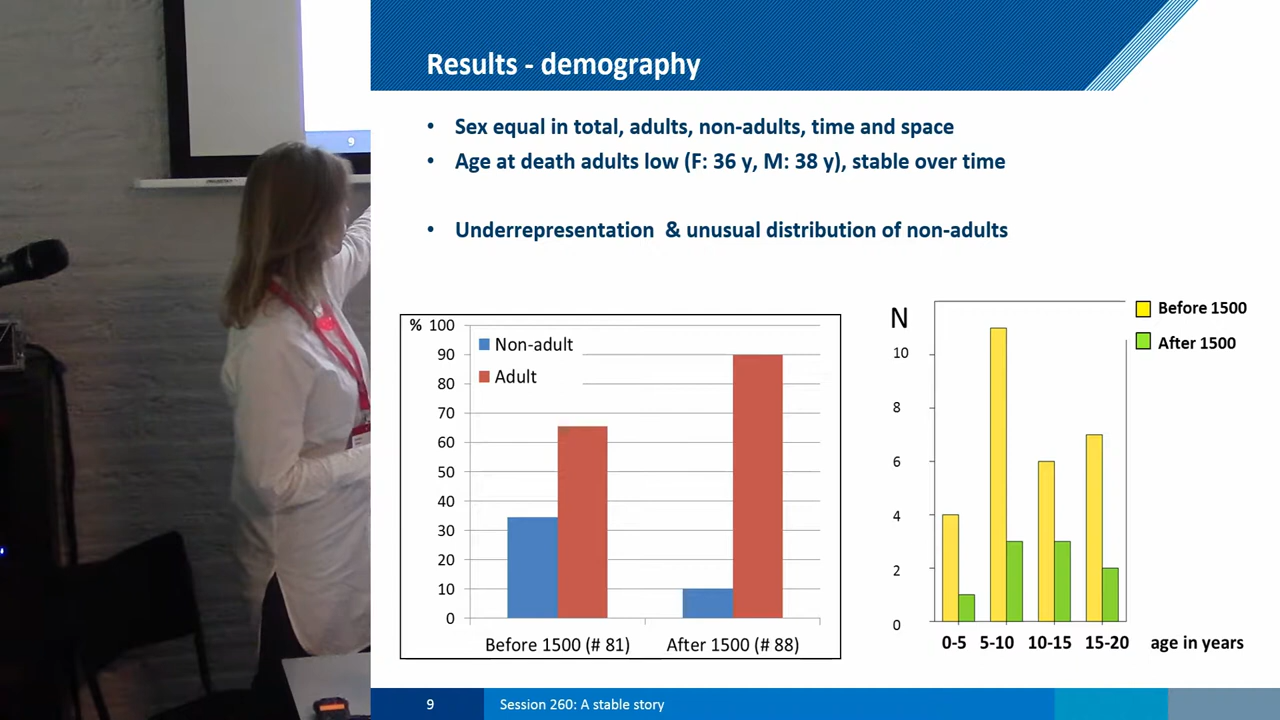 Results - demography
• Sex equal in total, adults, non-adults, time and space
• Age at death adults low (F: 36 y, M: 38 y), stable over time
• Underrepresentation & unusual distribution of non-adults
% 100
90
80
70
60
50
40
30
20
10
0
Non-adult
Adult
Before 1500 (# 81)
After 1500 (# 88)
N
10
8
6
4
2
0
Before 1500
After 1500
0-5 5-10 10-15 15-20 age in years
9
9 Session 260: A stable story